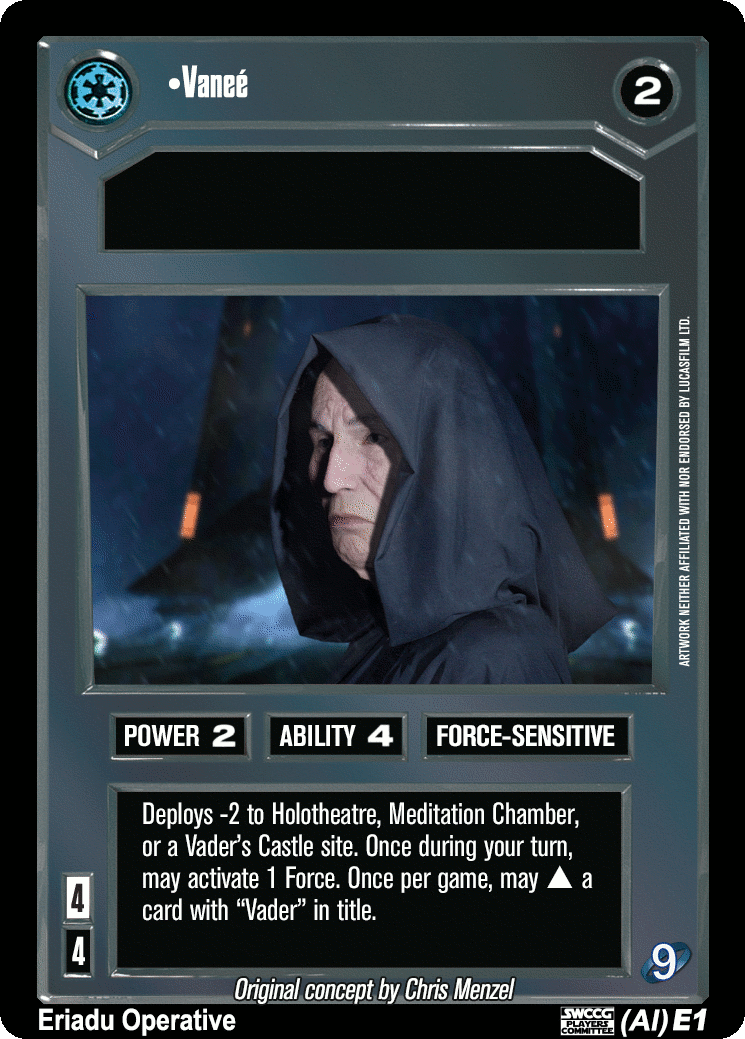 •Vaneé
2
ARTWORK NEITHER AFFILIATED WITH NOR ENDORSED BY LUCASFILM LTD.
POWER 2
ABILITY 4
FORCE-SENSITIVE
Deploys -2 to Holotheatre, Meditation Chamber,
or a Vader's Castle site. Once during your turn,
may activate 1 Force. Once per game, may ▲ a
card with “Vader” in title.
4
4
9
Original concept by Chris Menzel
Eriadu Operative
SWCCG
PLAYERS
COMMITTEE
(AI) E1